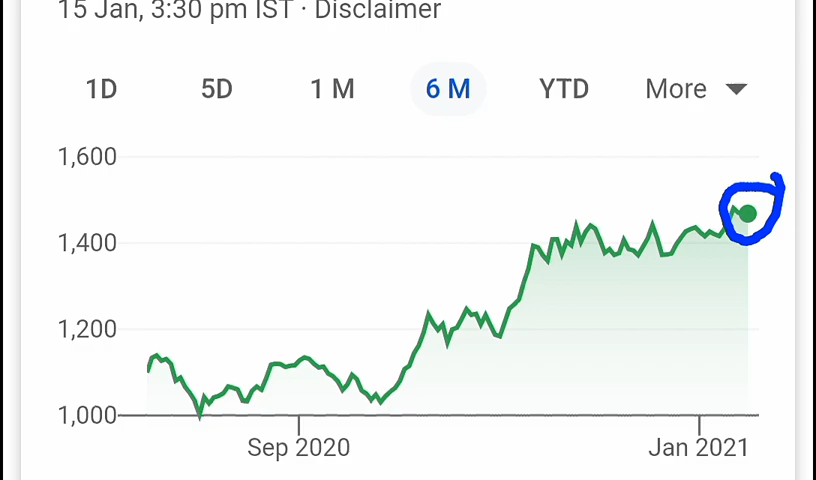 15 Jan, 3:30 pm IST · Disclaimer
1D 5D 1 M 6 M YTD More
1,600
1,400
1,200
1,000
Sep 2020 Jan 2021